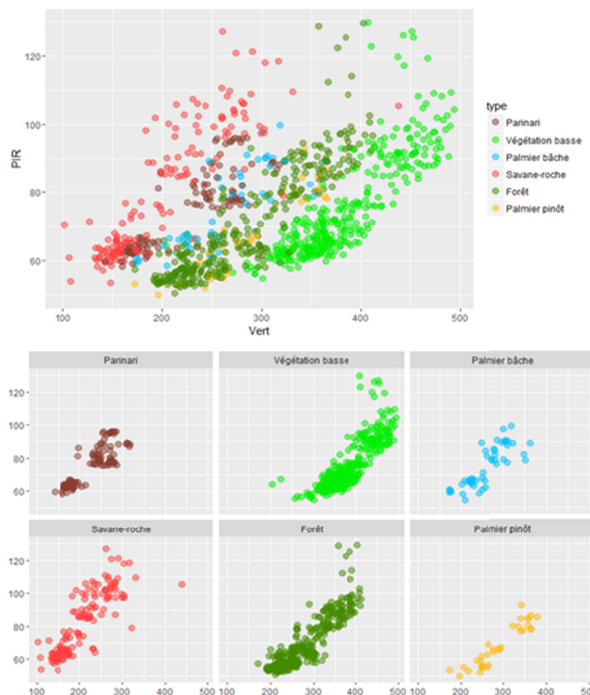 120
100
80
60
PIR
100
200
300
400
500
Vert
type
Parinari
Végétation basse
Palmier bâche
Savane-roche
Forêt
Palmier pinôt
Parinari
Végétation basse
Palmier bâche
120
100
80
60
Savane-roche
Forêt
Palmier pinôt
120
100
80
60
100 200 300 400 500 100 200 300 400 500 100 200 300 400 500